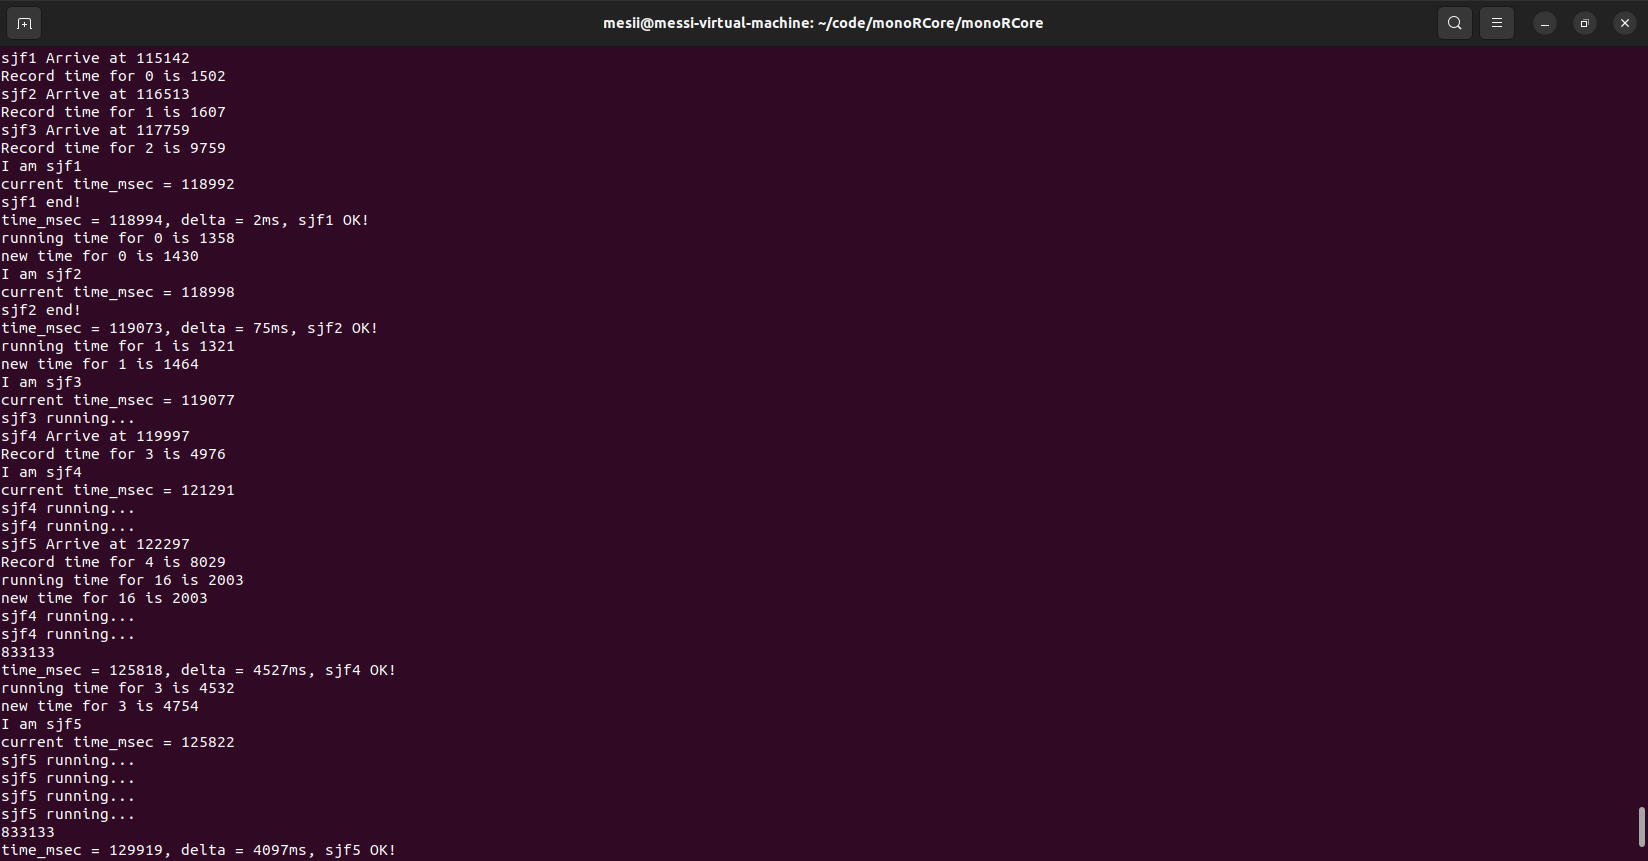 mesii@messi-virtual-machine: ~/code/monoRCore/monoRCore
sjf1 Arrive at 115142
Record time for 0 is 1502
sjf2 Arrive at 116513
Record time for 1 is 1607
sjf3 Arrive at 117759
Record time for 2 is 9759
I am sjf1
current time_msec = 118992
sjf1 end!
time_msec = 118994, delta = 2ms, sjf1 OK!
running time for 0 is 1358
new time for 0 is 1430
I am sjf2
current time_msec = 118998
sjf2 end!
time_msec = 119073, delta = 75ms, sjf2 OK!
running time for 1 is 1321
new time for 1 is 1464
I am sjf3
current time_msec = 119077
sjf3 running...
sjf4 Arrive at 119997
Record time for 3 is 4976
I am sjf4
current time_msec = 121291
sjf4 running...
sjf4 running...
sjf5 Arrive at 122297
Record time for 4 is 8029
running time for 16 is 2003
new time for 16 is 2003
sjf4 running...
sjf4 running...
833133
time_msec = 125818, delta = 4527ms, sjf4 OK!
running time for 3 is 4532
new time for 3 is 4754
I am sjf5
current time_msec = 125822
sjf5 running...
sjf5 running...
sjf5 running...
sjf5 running...
833133
time_msec = 129919, delta = 4097ms, sjf5 OK!